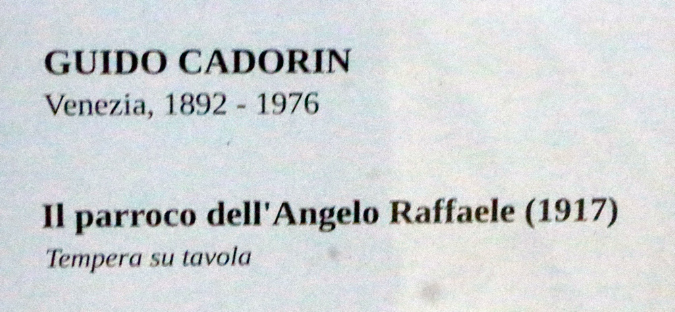 GUIDO CADORIN
Venezia, 1892 - 1976
Il parroco dell'Angelo Raffaele (1917)
Tempera su tavola